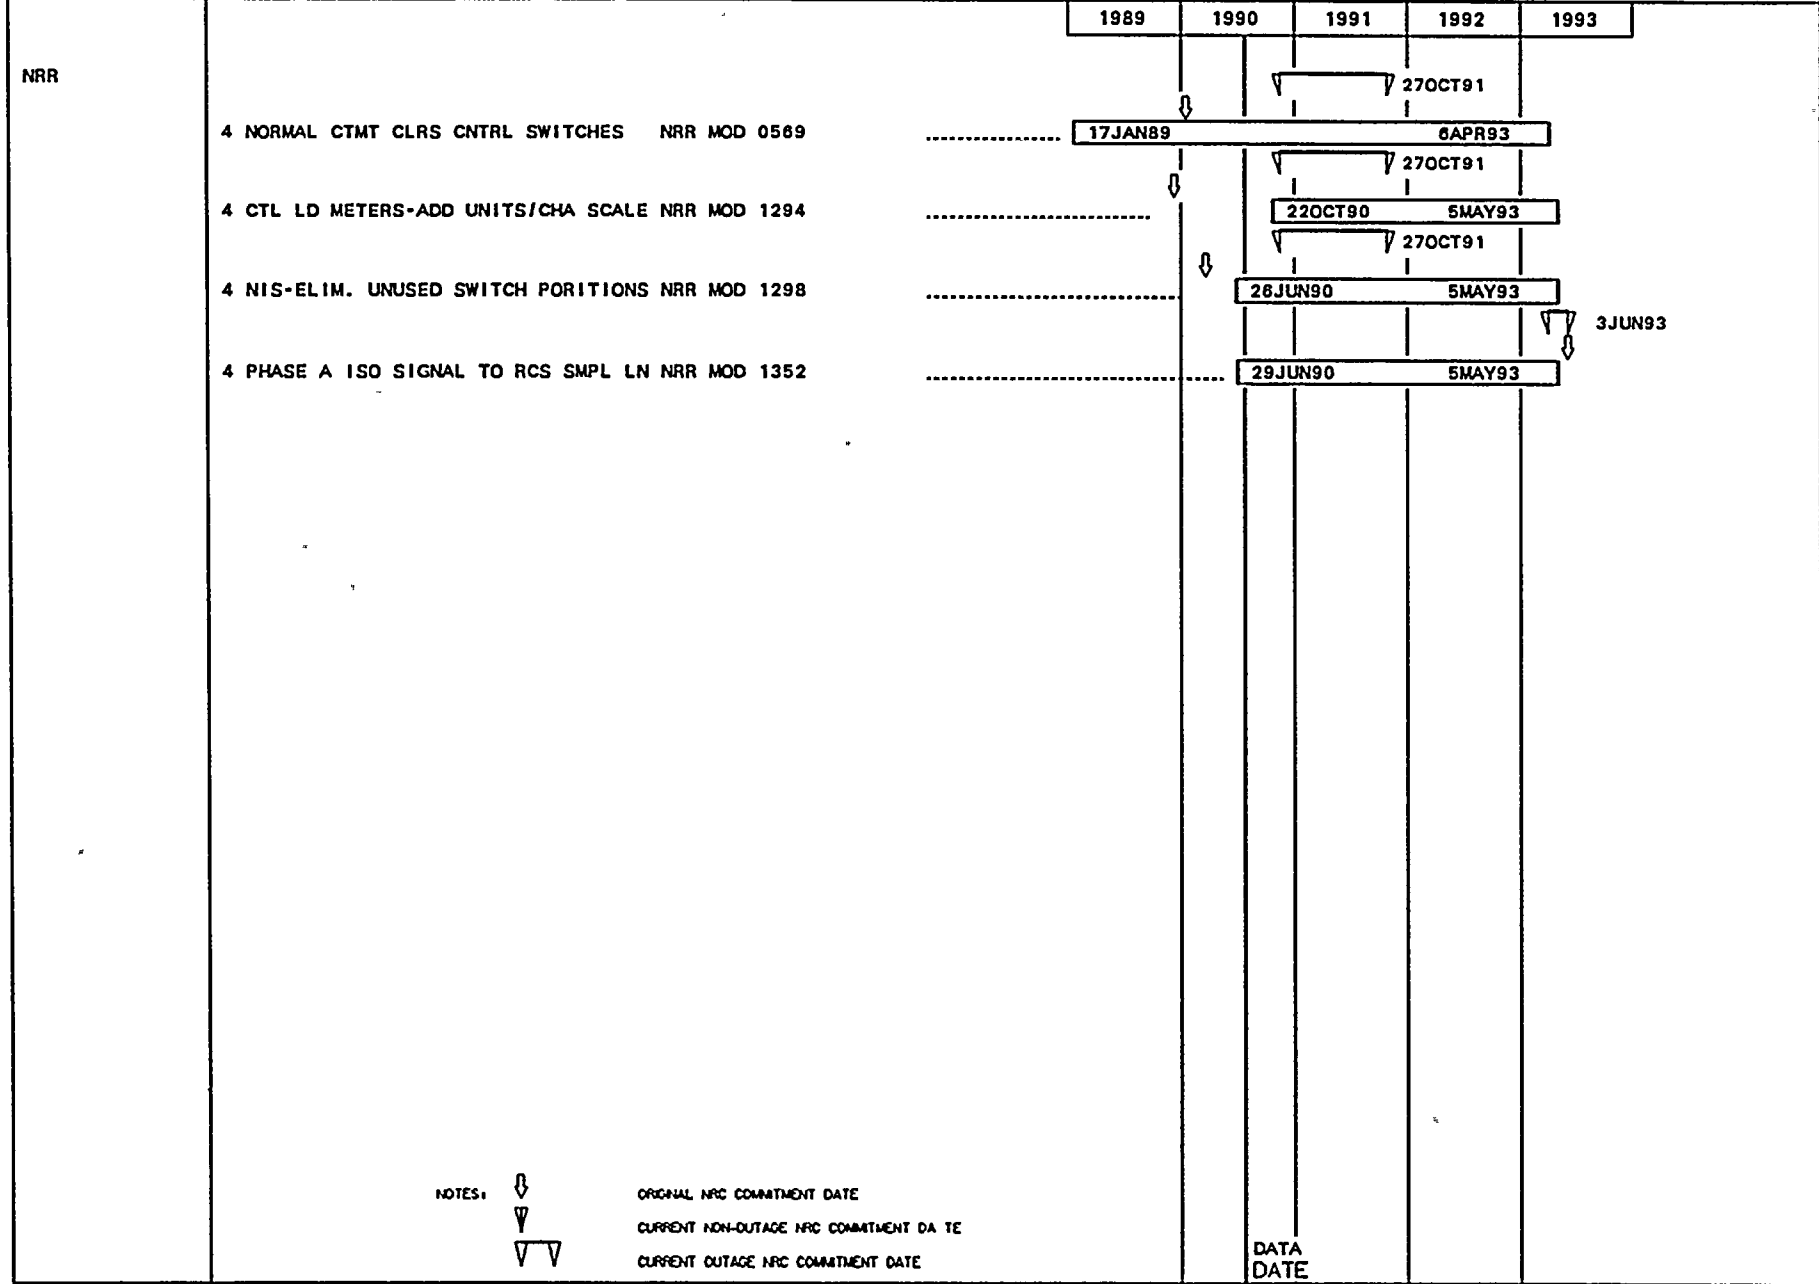 1989 1990 1991 1992 1993
NRR
27OCT91
4 NORMAL CTMT CLRS CNTRL SWITCHES NRR MOD 0569 17JAN89 6APR93
27OCT91
4 CTL LD METERS-ADD UNITS/CHA SCALE NRR MOD 1294 22OCT90 5MAY93
27OCT91
4 NIS-ELIM. UNUSED SWITCH PORITIONS NRR MOD 1298 26JUN90 5MAY93
3JUN93
4 PHASE A ISO SIGNAL TO RCS SMPL LN NRR MOD 1352 29JUN90 5MAY93
NOTES: ORIGINAL NRC COMMITMENT DATE
CURRENT NON-OUTAGE NRC COMMITMENT DA TE
CURRENT OUTAGE NRC COMMITMENT DATE
DATA
DATE